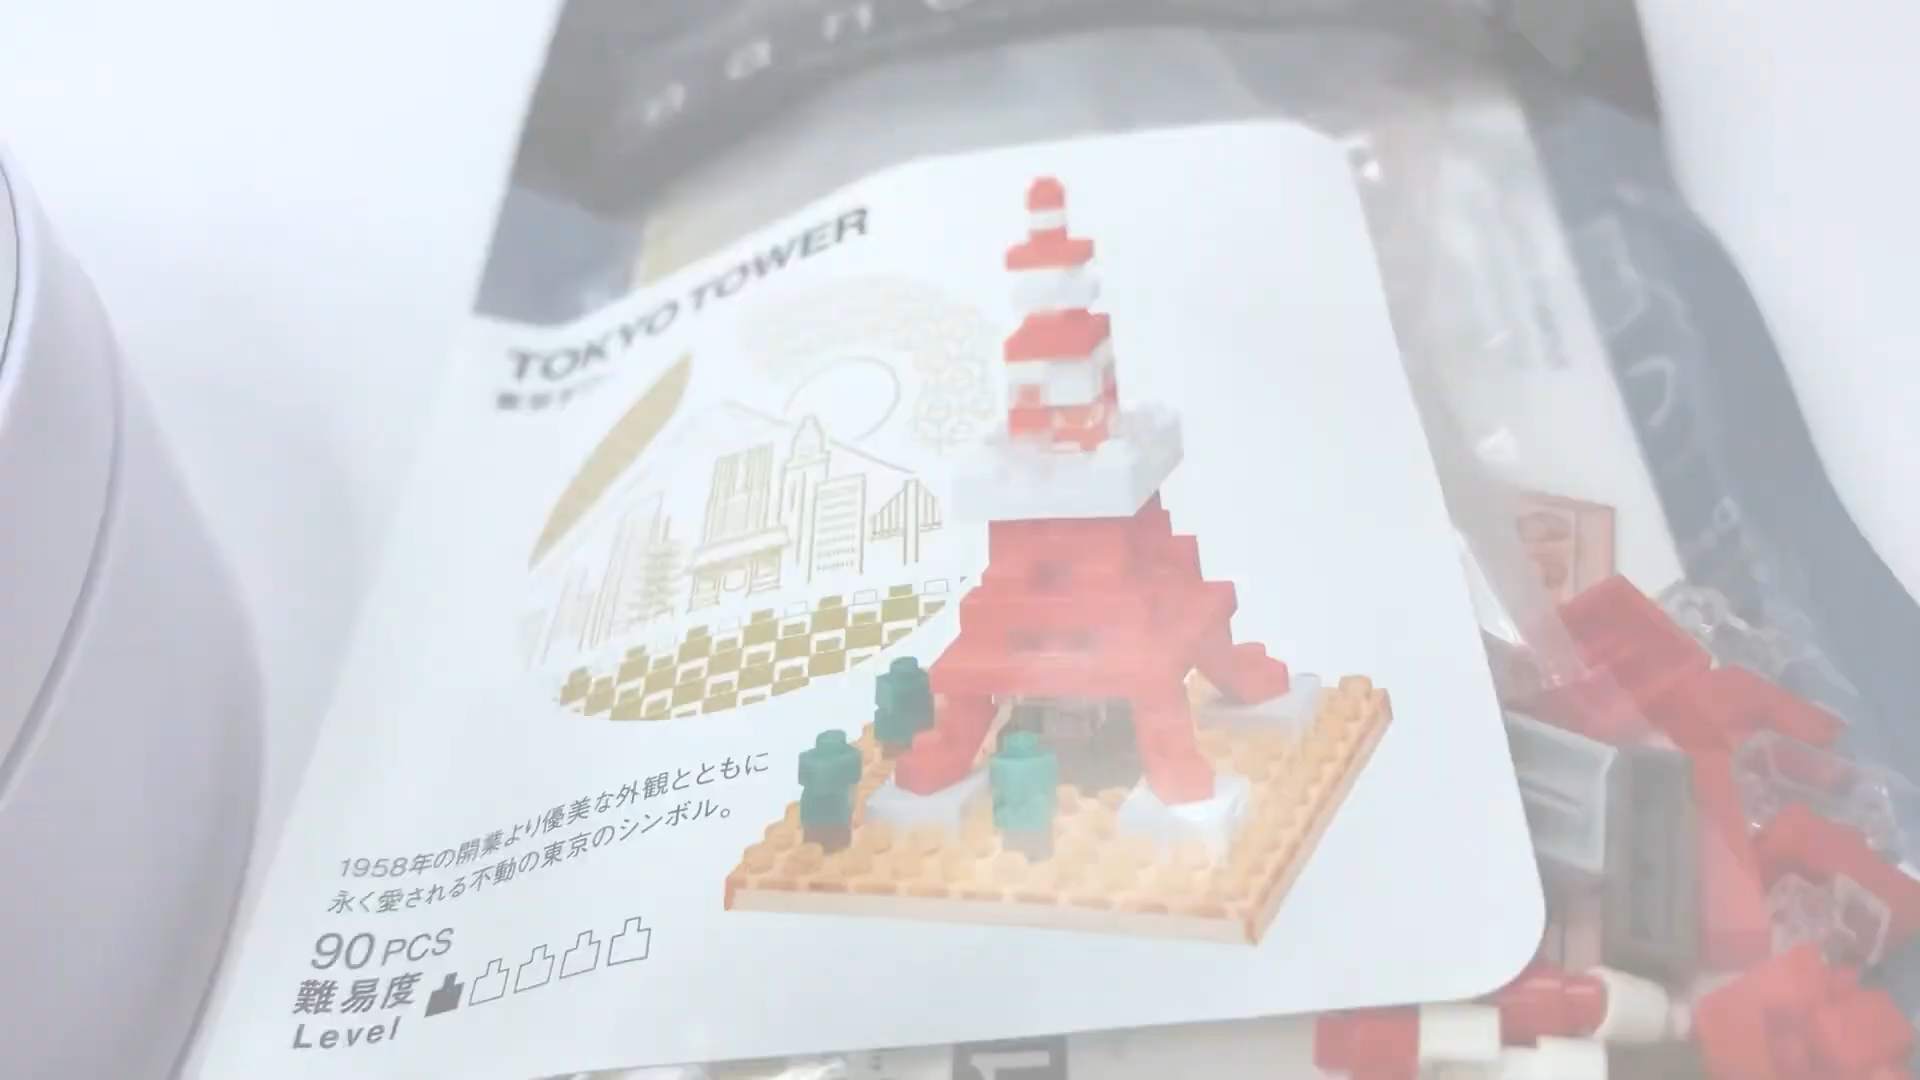 TOKYO TOWER
1958年の開業より優美な外観とともに
永く愛される不動の東京のシンボル。
90 PCS
難易度
Level